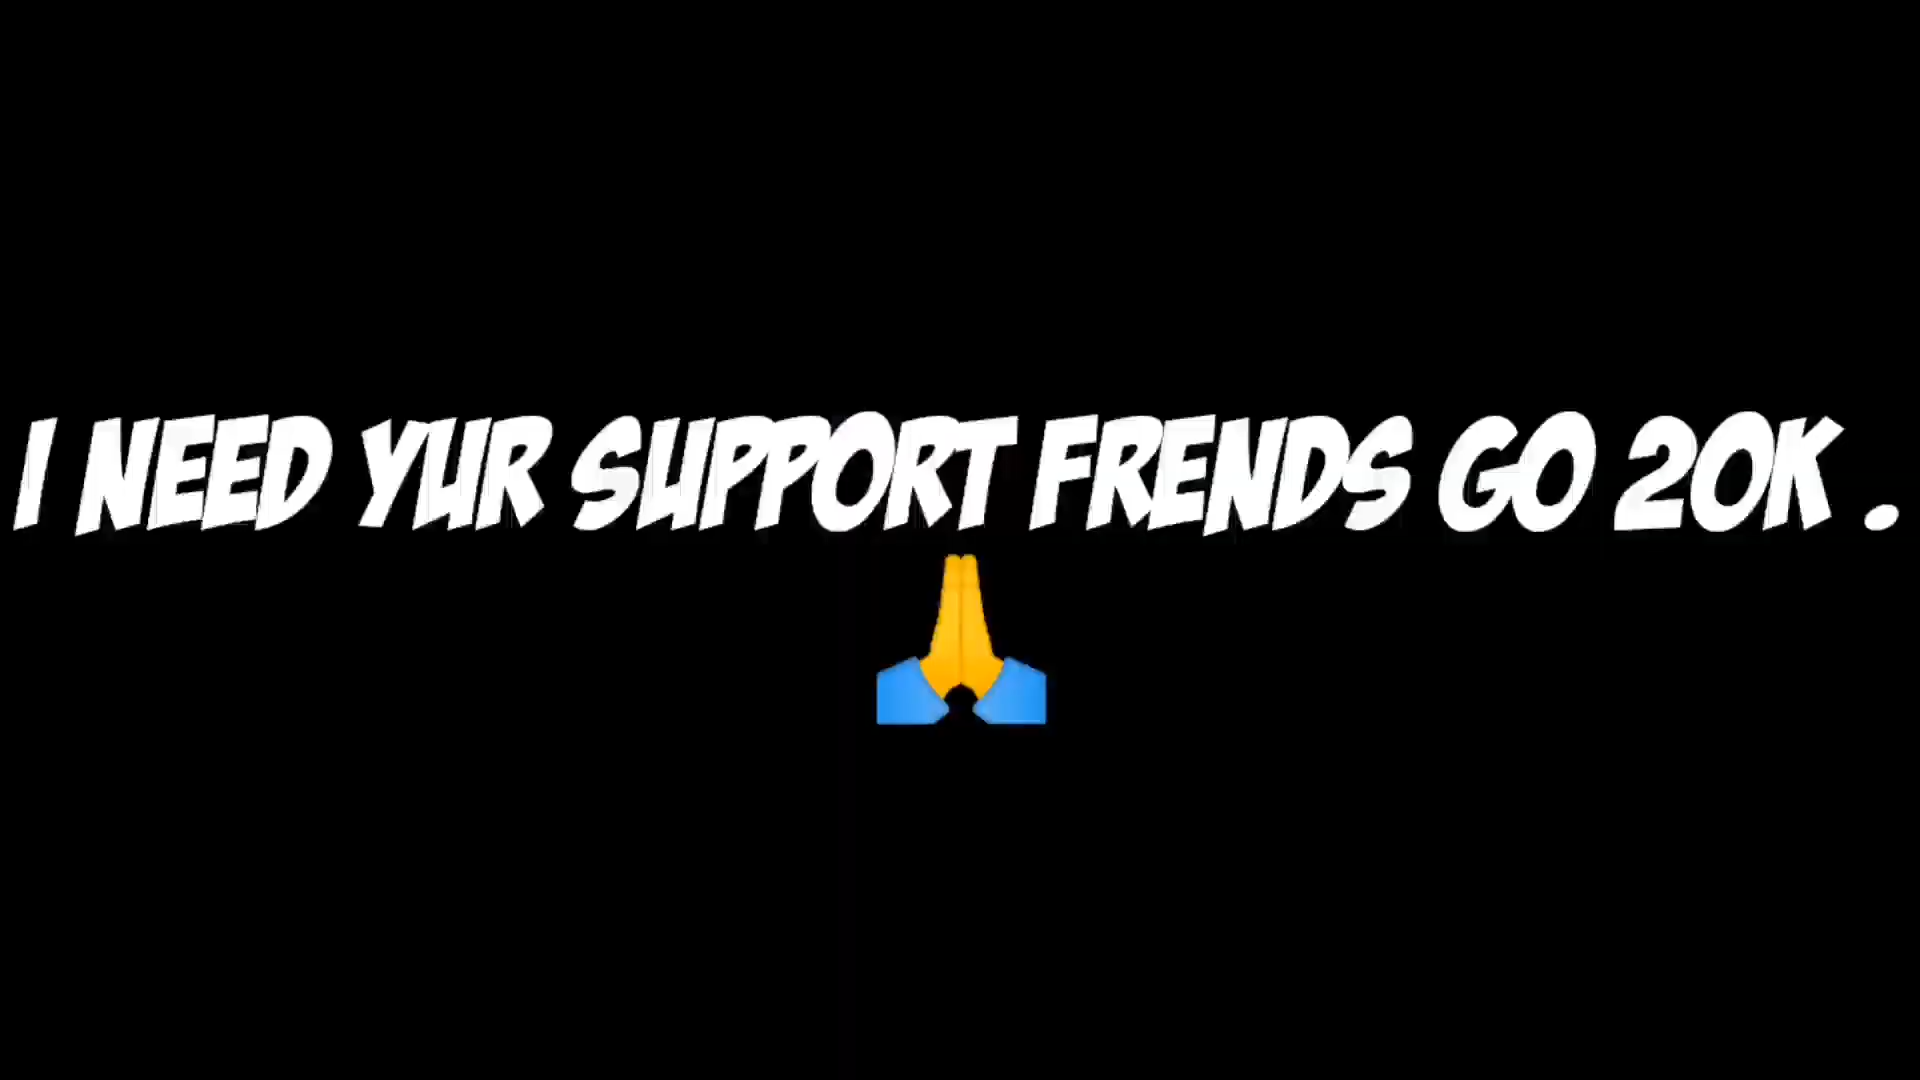 I NEED YUR SUPPORT FRENDS GO 20K .
🙏